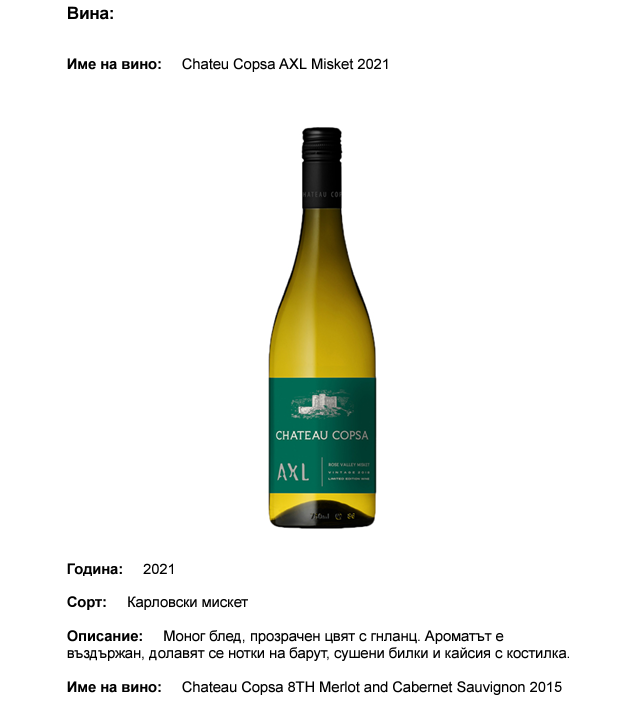 Вина:
Име на вино: Chateu Copsa AXL Misket 2021
CHATEAU COP
CHATEAU COPSA
AXL
ROSE VALLEY MISKET
VINTAGE 2019
LIMITED EDITION WINE
Година: 2021
Сорт: Карловски мискет
Описание: Моног блед, прозрачен цвят с гнланц. Ароматът е
въздържан, долавят се нотки на барут, сушени билки и кайсия с костилка.
Име на вино: Chateau Copsa 8TH Merlot and Cabernet Sauvignon 2015